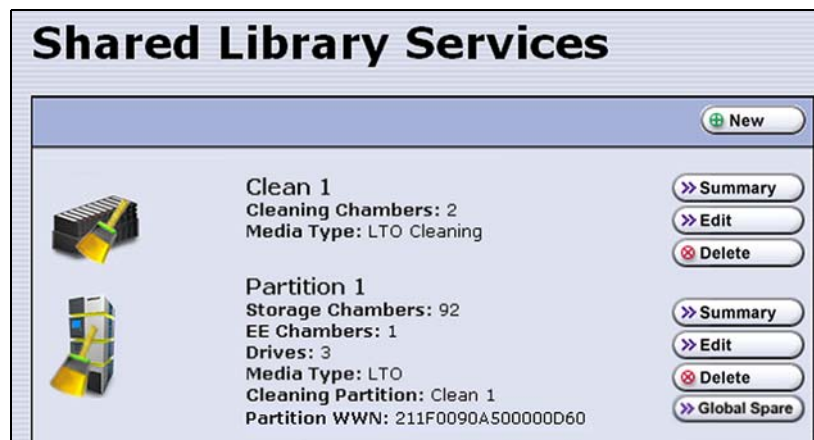 Shared Library Services
New
Clean 1
Cleaning Chambers: 2
Media Type: LTO Cleaning
Summary
Edit
Delete
Partition 1
Storage Chambers: 92
EE Chambers: 1
Drives: 3
Media Type: LTO
Cleaning Partition: Clean 1
Partition WWN: 211F0090A500000D60
Summary
Edit
Delete
Global Spare